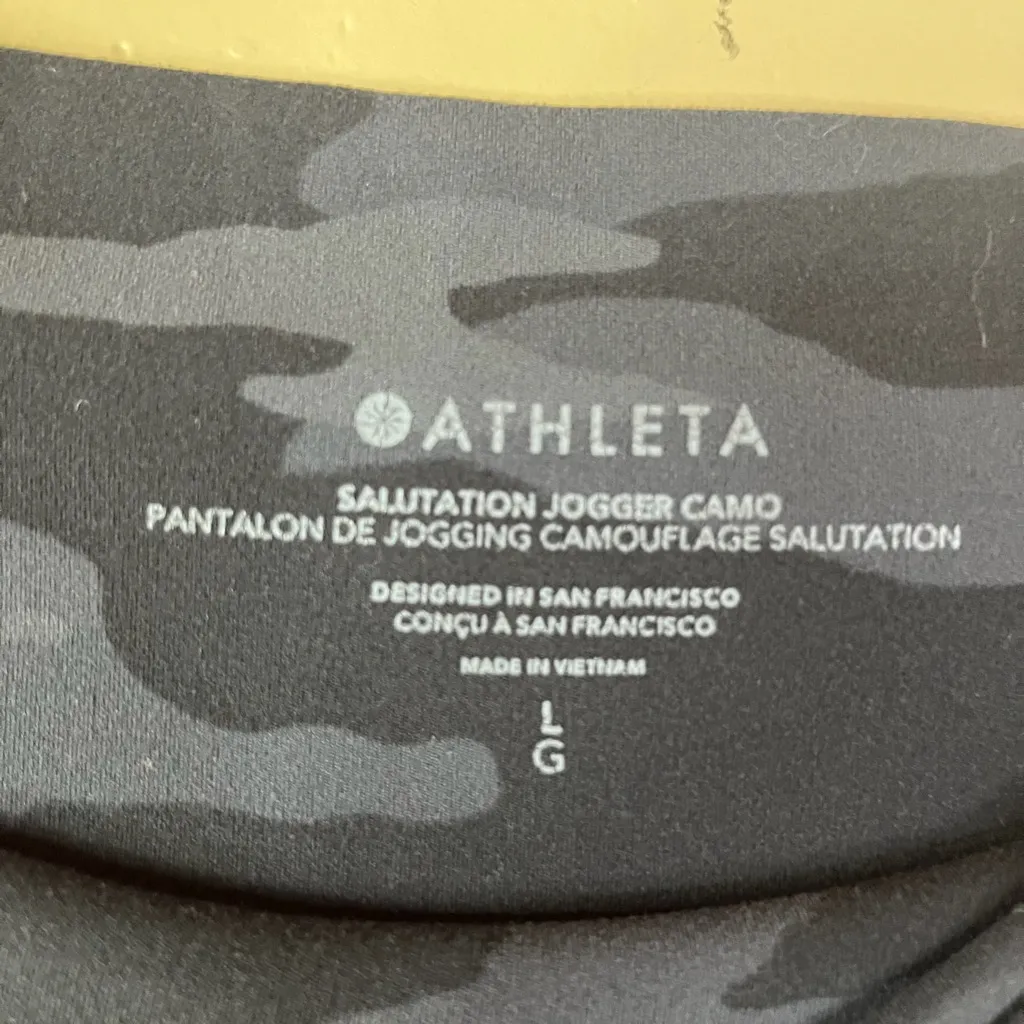 ATHLETA
SALUTATION JOGGER CAMO
PANTALON DE JOGGING CAMOUFLAGE SALUTATION
DESIGNED IN SAN FRANCISCO
CONÇU À SAN FRANCISCO
MADE IN VIETNAM
L
G